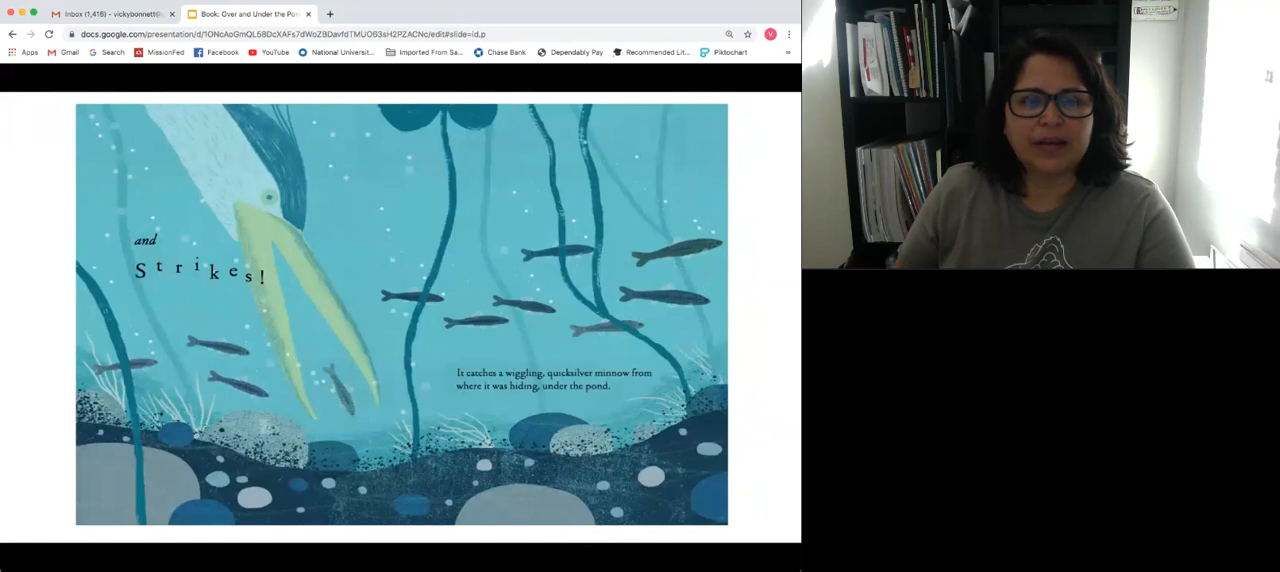 Inbox (1,416) - vickybonnett@
Book: Over and Under the Pon
docs.google.com/presentation/d/1ONcAoGmQL58DcXAFs7dWoZBDavfdTMUO63sH2PZACNc/edit#slide=id.p
Apps Gmail Search MissionFed Facebook YouTube National Universit... Imported From Sa... Chase Bank Dependably Pay Recommended Lit... Piktochart »
and
Strikes!
It catches a wiggling, quicksilver minnow from
where it was hiding, under the pond.